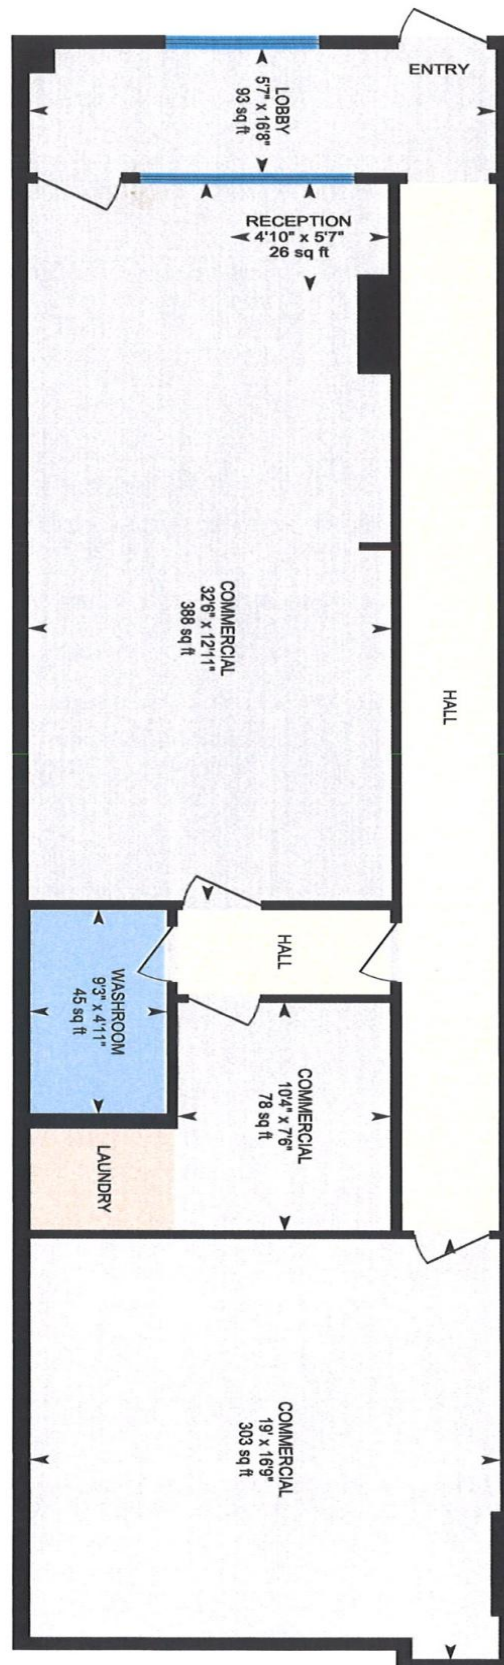 ENTRY
LOBBY
5'7" x 16'8"
93 sq ft
RECEPTION
4'10" x 5'7"
26 sq ft
COMMERCIAL
32'6" x 12'11"
388 sq ft
HALL
HALL
WASHROOM
9'3" x 4'11"
45 sq ft
COMMERCIAL
10'4" x 7'6"
78 sq ft
LAUNDRY
COMMERCIAL
19' x 16'9"
303 sq ft